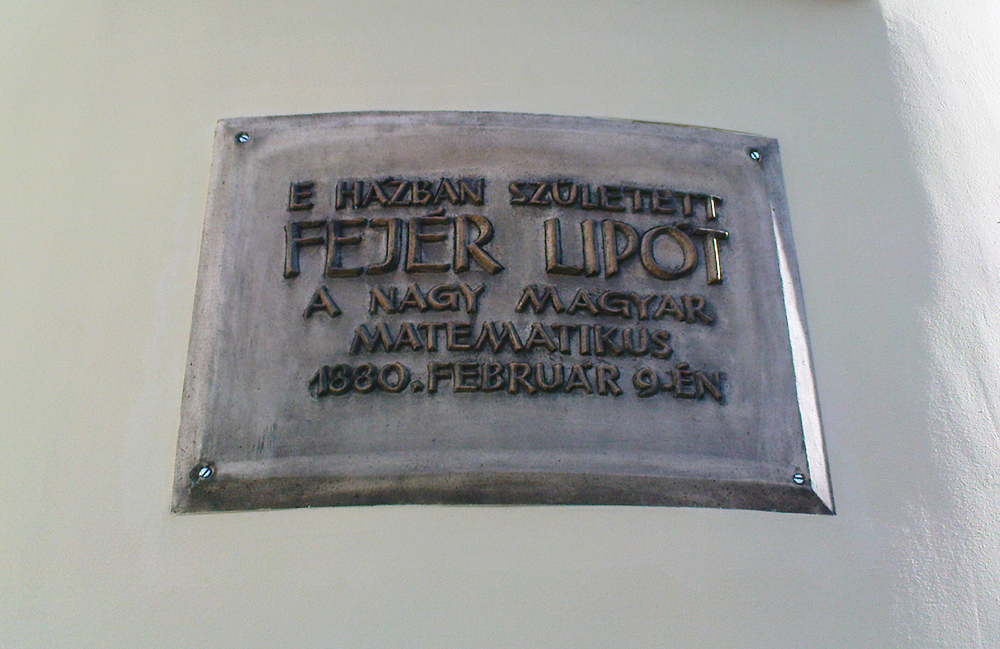 E HÁZBAN SZÜLETETT
FEJÉR LIPÓT
A NAGY MAGYAR
MATEMATIKUS
1880. FEBRUÁR 9.-ÉN